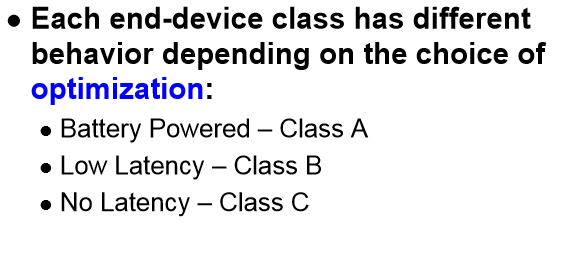 ● Each end-device class has different
behavior depending on the choice of
optimization:
● Battery Powered – Class A
● Low Latency – Class B
● No Latency – Class C